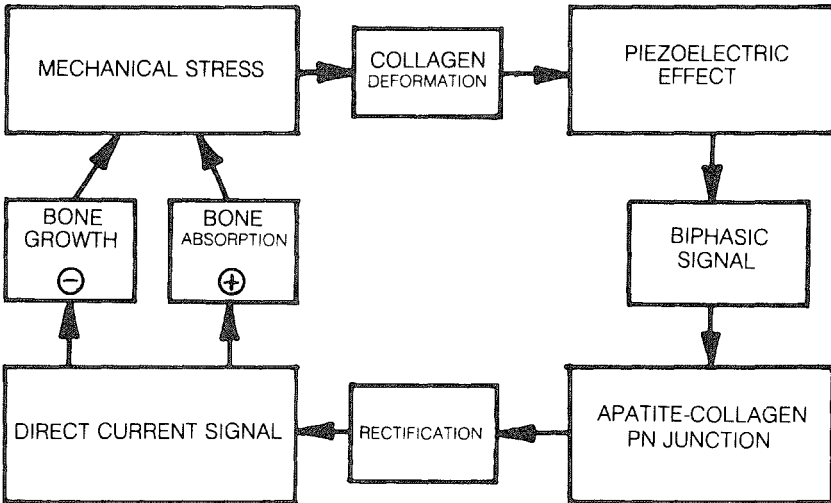 MECHANICAL STRESS
COLLAGEN
DEFORMATION
PIEZOELECTRIC
EFFECT
BONE
GROWTH
⊖
BONE
ABSORPTION
⊕
BIPHASIC
SIGNAL
DIRECT CURRENT SIGNAL
RECTIFICATION
APATITE-COLLAGEN
PN JUNCTION